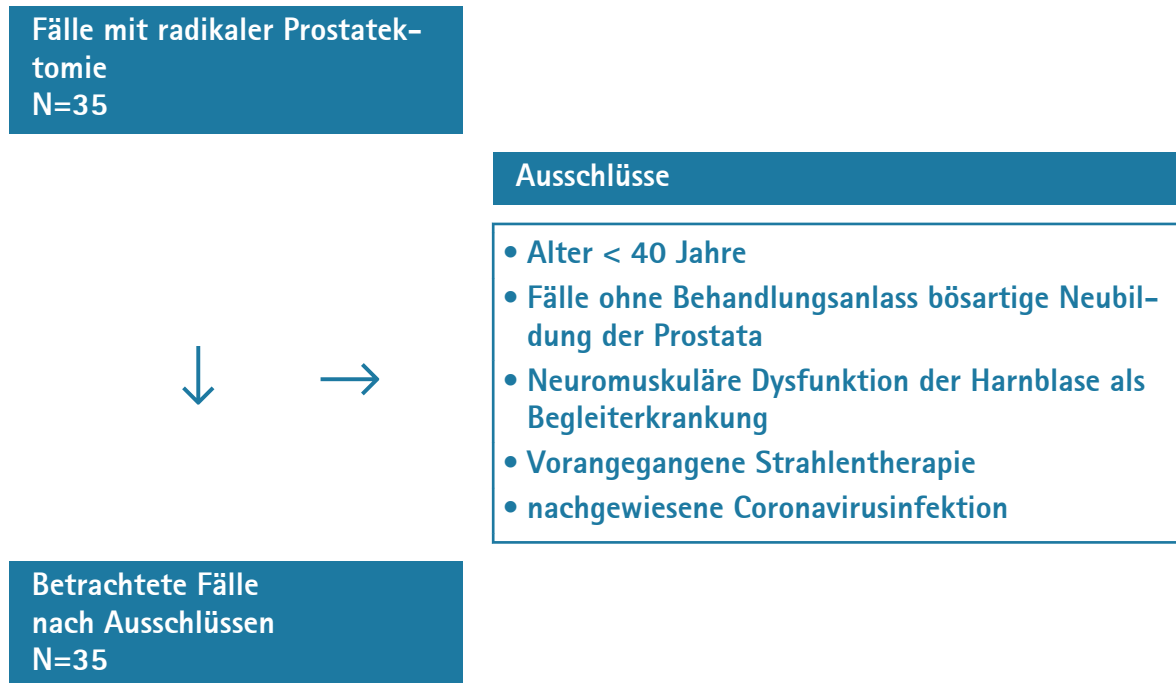 Fälle mit radikaler Prostatek-
tomie
N=35
Ausschlüsse
• Alter < 40 Jahre
• Fälle ohne Behandlungsanlass bösartige Neubil-
dung der Prostata
• Neuromuskuläre Dysfunktion der Harnblase als
Begleiterkrankung
• Vorangegangene Strahlentherapie
• nachgewiesene Coronavirusinfektion
Betrachtete Fälle
nach Ausschlüssen
N=35